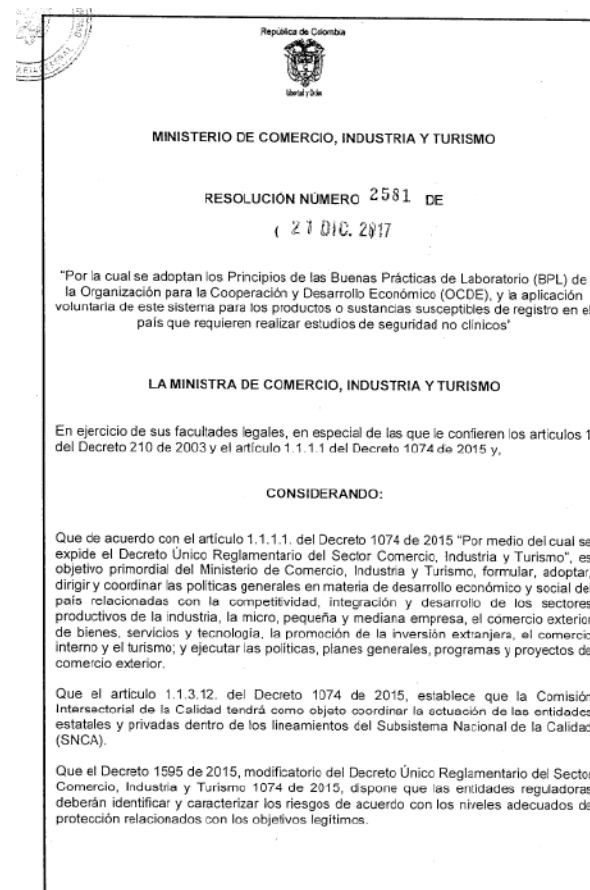 República de Colombia
Libertad y Orden
MINISTERIO DE COMERCIO, INDUSTRIA Y TURISMO
RESOLUCIÓN NÚMERO 2581 DE
( 27 DIC. 2017
"Por la cual se adoptan los Principios de las Buenas Prácticas de Laboratorio (BPL) de
la Organización para la Cooperación y Desarrollo Económico (OCDE), y la aplicación
voluntaria de este sistema para los productos o sustancias susceptibles de registro en el
país que requieren realizar estudios de seguridad no clínicos"
LA MINISTRA DE COMERCIO, INDUSTRIA Y TURISMO
En ejercicio de sus facultades legales, en especial de las que le confieren los artículos 1
del Decreto 210 de 2003 y el artículo 1.1.1.1 del Decreto 1074 de 2015 y,
CONSIDERANDO:
Que de acuerdo con el artículo 1.1.1.1. del Decreto 1074 de 2015 "Por medio del cual se
expide el Decreto Único Reglamentario del Sector Comercio, Industria y Turismo", es
objetivo primordial del Ministerio de Comercio, Industria y Turismo, formular, adoptar,
dirigir y coordinar las políticas generales en materia de desarrollo económico y social del
país relacionadas con la competitividad, integración y desarrollo de los sectores
productivos de la industria, la micro, pequeña y mediana empresa, el comercio exterior
de bienes, servicios y tecnología, la promoción de la inversión extranjera, el comercio
interno y el turismo; y ejecutar las políticas, planes generales, programas y proyectos de
comercio exterior.
Que el artículo 1.1.3.12. del Decreto 1074 de 2015, establece que la Comisión
Intersectorial de la Calidad tendrá como objeto coordinar la actuación de las entidades
estatales y privadas dentro de los lineamientos del Subsistema Nacional de la Calidad
(SNCA).
Que el Decreto 1595 de 2015, modificatorio del Decreto Único Reglamentario del Sector
Comercio, Industria y Turismo 1074 de 2015, dispone que las entidades reguladoras
deberán identificar y caracterizar los riesgos de acuerdo con los niveles adecuados de
protección relacionados con los objetivos legítimos.